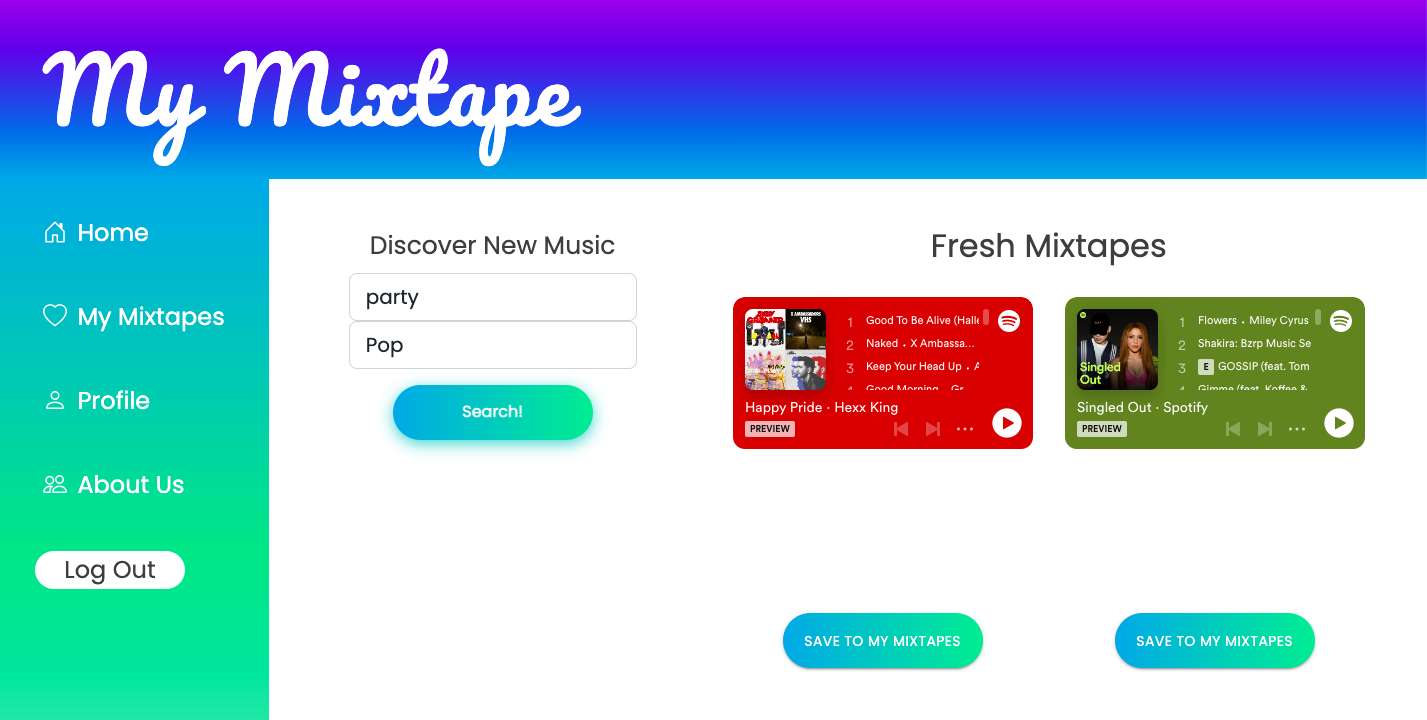 My Mixtape
Home
My Mixtapes
Profile
About Us
Log Out
Discover New Music
party
Pop
Search!
Fresh Mixtapes
1 Good To Be Alive (Halle
2 Naked · X Ambassa...
3 Keep Your Head Up ·
4 Good Morning
Happy Pride · Hexx King
PREVIEW
SAVE TO MY MIXTAPES
Singled Out
1 Flowers · Miley Cyrus
2 Shakira: Bzrp Music Se
3 E GOSSIP (feat. Tom
4 Gimme (feat. Koffee &
Singled Out · Spotify
PREVIEW
SAVE TO MY MIXTAPES